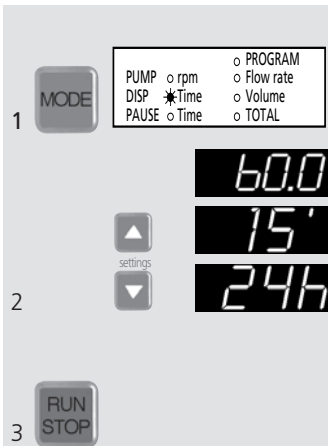 1 MODE
PROGRAM
PUMP rpm Flow rate
DISP Time Volume
PAUSE Time TOTAL
60.0
15'
settings
24h
2
RUN
3 STOP